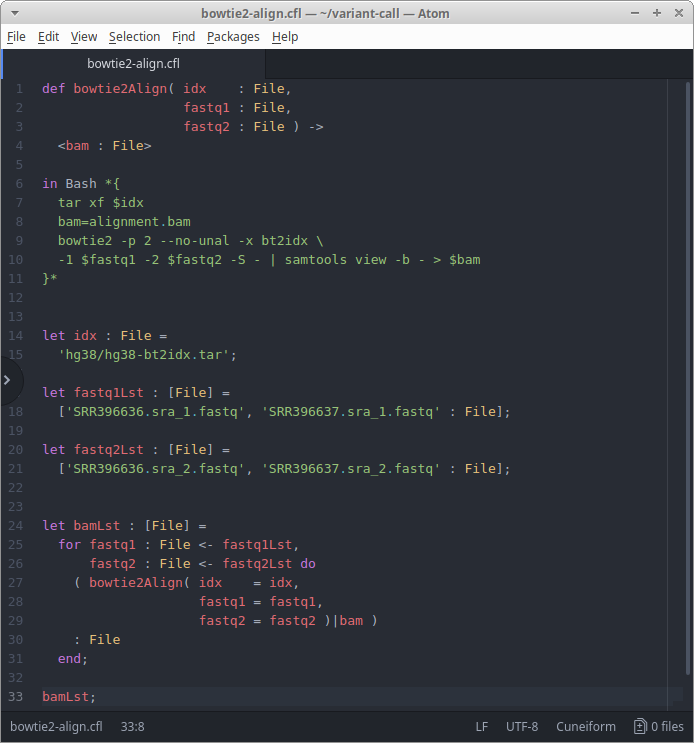 bowtie2-align.cfl — ~/variant-call — Atom
File Edit View Selection Find Packages Help
bowtie2-align.cfl
1 def bowtie2Align( idx    : File,
2                   fastq1 : File,
3                   fastq2 : File ) ->
4   <bam : File>
5
6 in Bash *{
7   tar xf $idx
8   bam=alignment.bam
9   bowtie2 -p 2 --no-unal -x bt2idx \
10   -1 $fastq1 -2 $fastq2 -S - | samtools view -b - > $bam
11 }*
12
13
14 let idx : File =
15   'hg38/hg38-bt2idx.tar';
let fastq1Lst : [File] =
18   ['SRR396636.sra_1.fastq', 'SRR396637.sra_1.fastq' : File];
19
20 let fastq2Lst : [File] =
21   ['SRR396636.sra_2.fastq', 'SRR396637.sra_2.fastq' : File];
22
23
24 let bamLst : [File] =
25   for fastq1 : File <- fastq1Lst,
26       fastq2 : File <- fastq2Lst do
27     ( bowtie2Align( idx    = idx,
28                     fastq1 = fastq1,
29                     fastq2 = fastq2 )|bam )
30     : File
31   end;
32
33 bamLst;
bowtie2-align.cfl 33:8 LF UTF-8 Cuneiform 0 files